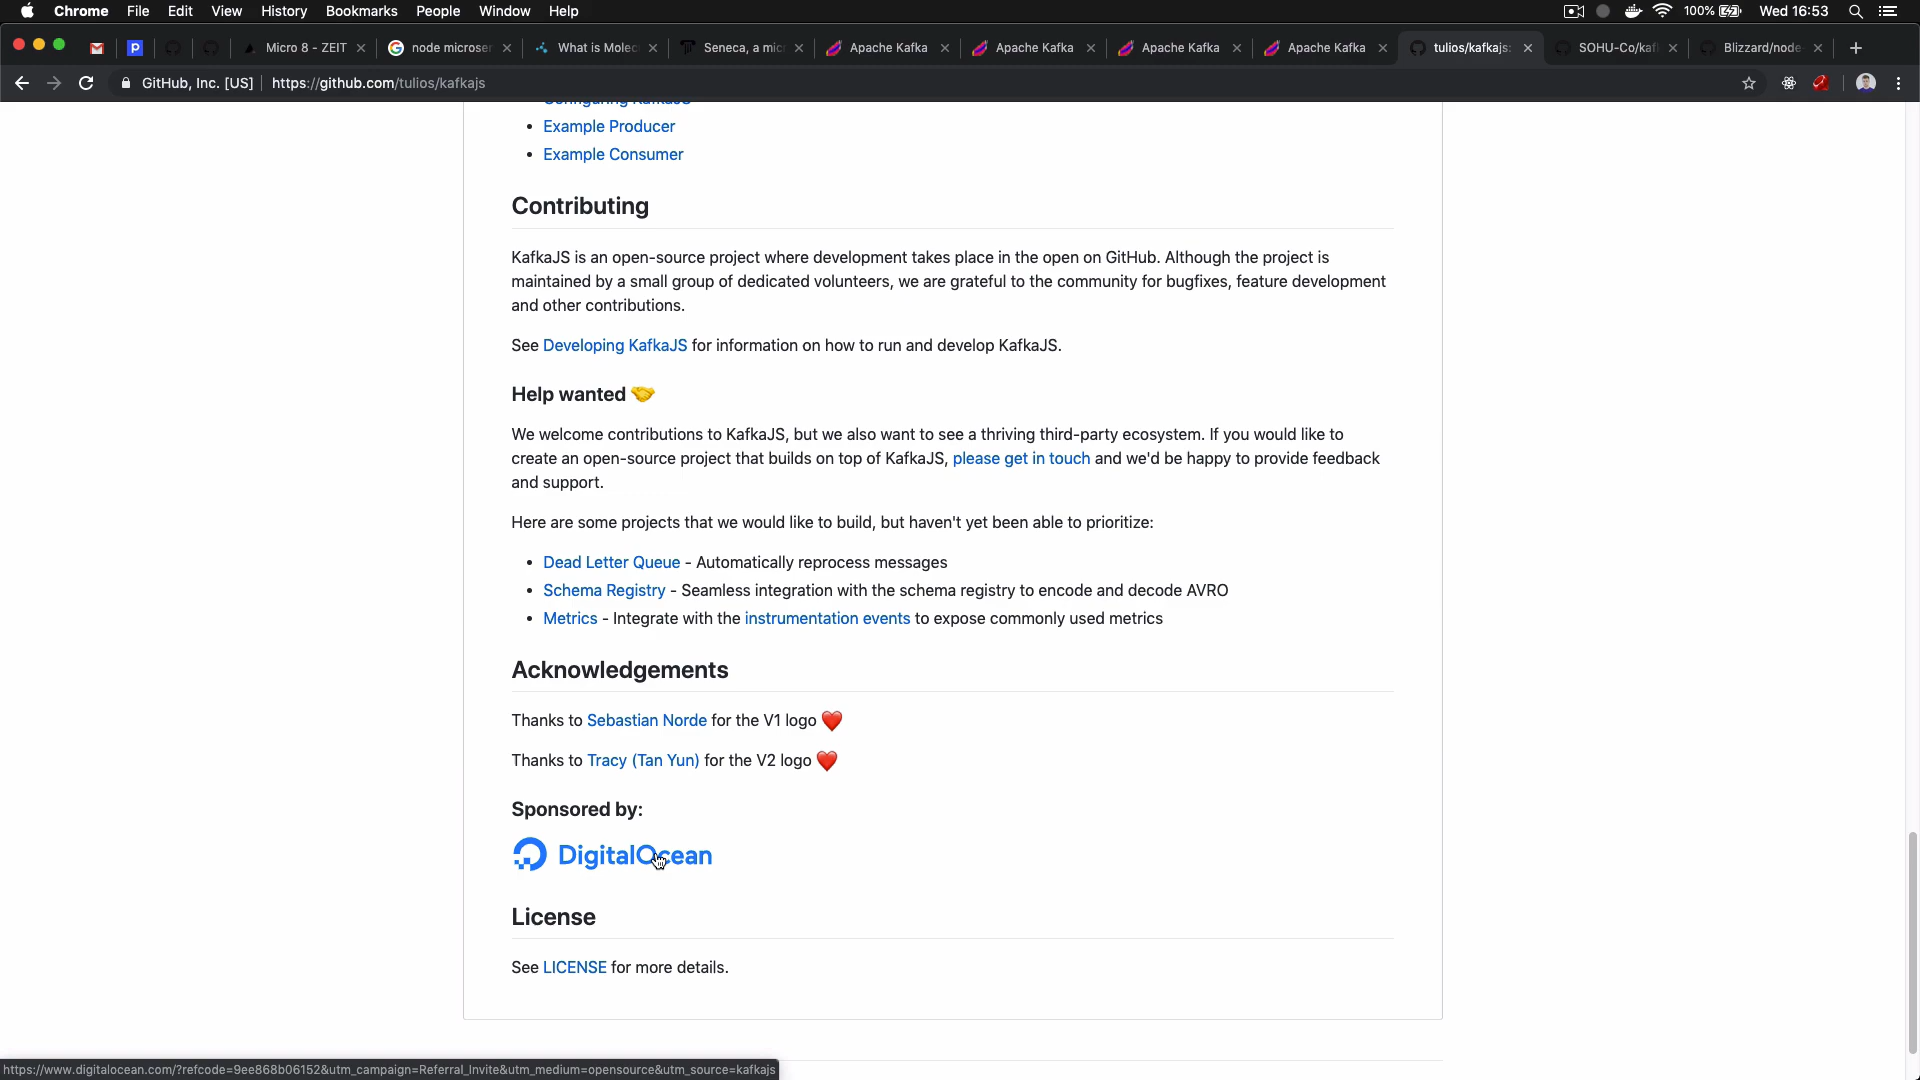 Chrome File Edit View History Bookmarks People Window Help 100% Wed 16:53
Micro 8 - ZEIT node microser What is Molec Seneca, a mic Apache Kafka Apache Kafka Apache Kafka Apache Kafka tulios/kafkajs: SOHU-Co/kaf Blizzard/node-
GitHub, Inc. [US] https://github.com/tulios/kafkajs
Configuring KafkaJS
• Example Producer
• Example Consumer
Contributing
KafkaJS is an open-source project where development takes place in the open on GitHub. Although the project is
maintained by a small group of dedicated volunteers, we are grateful to the community for bugfixes, feature development
and other contributions.
See Developing KafkaJS for information on how to run and develop KafkaJS.
Help wanted 🤝
We welcome contributions to KafkaJS, but we also want to see a thriving third-party ecosystem. If you would like to
create an open-source project that builds on top of KafkaJS, please get in touch and we'd be happy to provide feedback
and support.
Here are some projects that we would like to build, but haven't yet been able to prioritize:
• Dead Letter Queue - Automatically reprocess messages
• Schema Registry - Seamless integration with the schema registry to encode and decode AVRO
• Metrics - Integrate with the instrumentation events to expose commonly used metrics
Acknowledgements
Thanks to Sebastian Norde for the V1 logo ❤️
Thanks to Tracy (Tan Yun) for the V2 logo ❤️
Sponsored by:
DigitalOcean
License
See LICENSE for more details.
https://www.digitalocean.com/?refcode=9ee868b06152&utm_campaign=Referral_Invite&utm_medium=opensource&utm_source=kafkajs